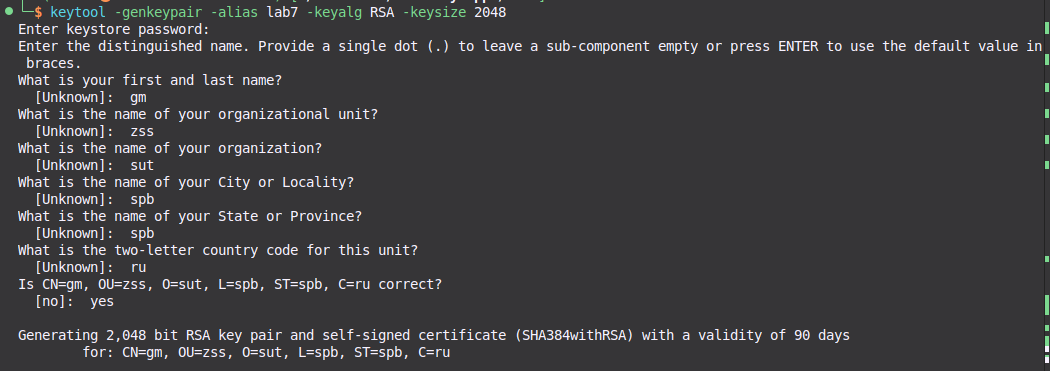 └─$ keytool -genkeypair -alias lab7 -keyalg RSA -keysize 2048
Enter keystore password:
Enter the distinguished name. Provide a single dot (.) to leave a sub-component empty or press ENTER to use the default value in
braces.
What is your first and last name?
[Unknown]:  gm
What is the name of your organizational unit?
[Unknown]:  zss
What is the name of your organization?
[Unknown]:  sut
What is the name of your City or Locality?
[Unknown]:  spb
What is the name of your State or Province?
[Unknown]:  spb
What is the two-letter country code for this unit?
[Unknown]:  ru
Is CN=gm, OU=zss, O=sut, L=spb, ST=spb, C=ru correct?
[no]:  yes
Generating 2,048 bit RSA key pair and self-signed certificate (SHA384withRSA) with a validity of 90 days
for: CN=gm, OU=zss, O=sut, L=spb, ST=spb, C=ru